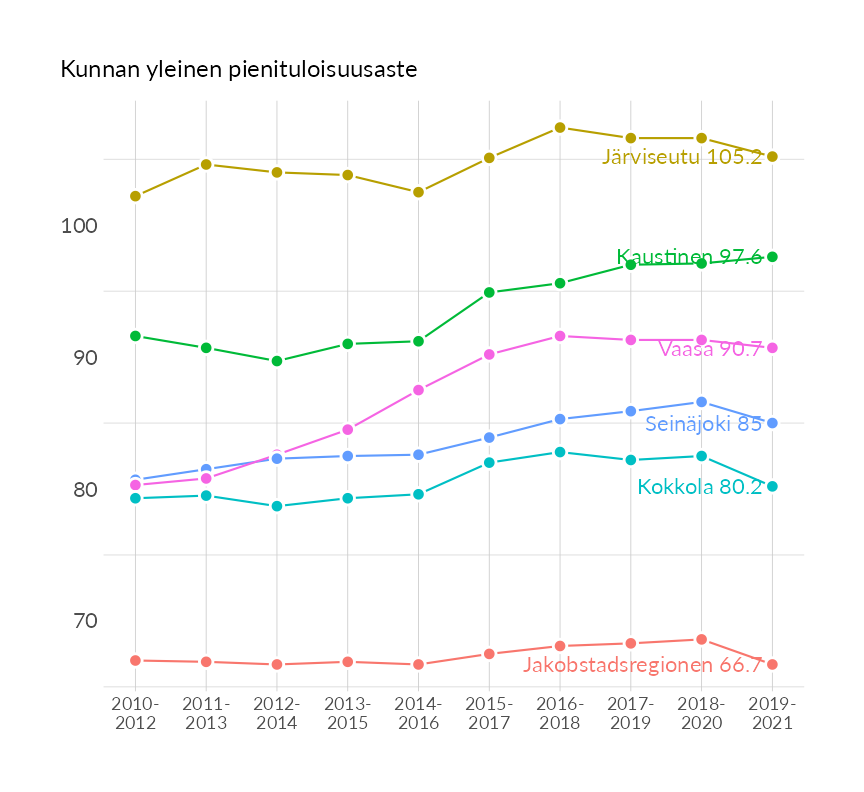 Kunnan yleinen pienituloisuusaste
Järviseutu 105.2
100
Kaustinen 97.6
90
Vaasa 90.7
Seinäjoki 85
80
Kokkola 80.2
70
Jakobstadsregionen 66.7
2010- 2011- 2012- 2013- 2014- 2015- 2016- 2017- 2018- 2019-
2012 2013 2014 2015 2016 2017 2018 2019 2020 2021